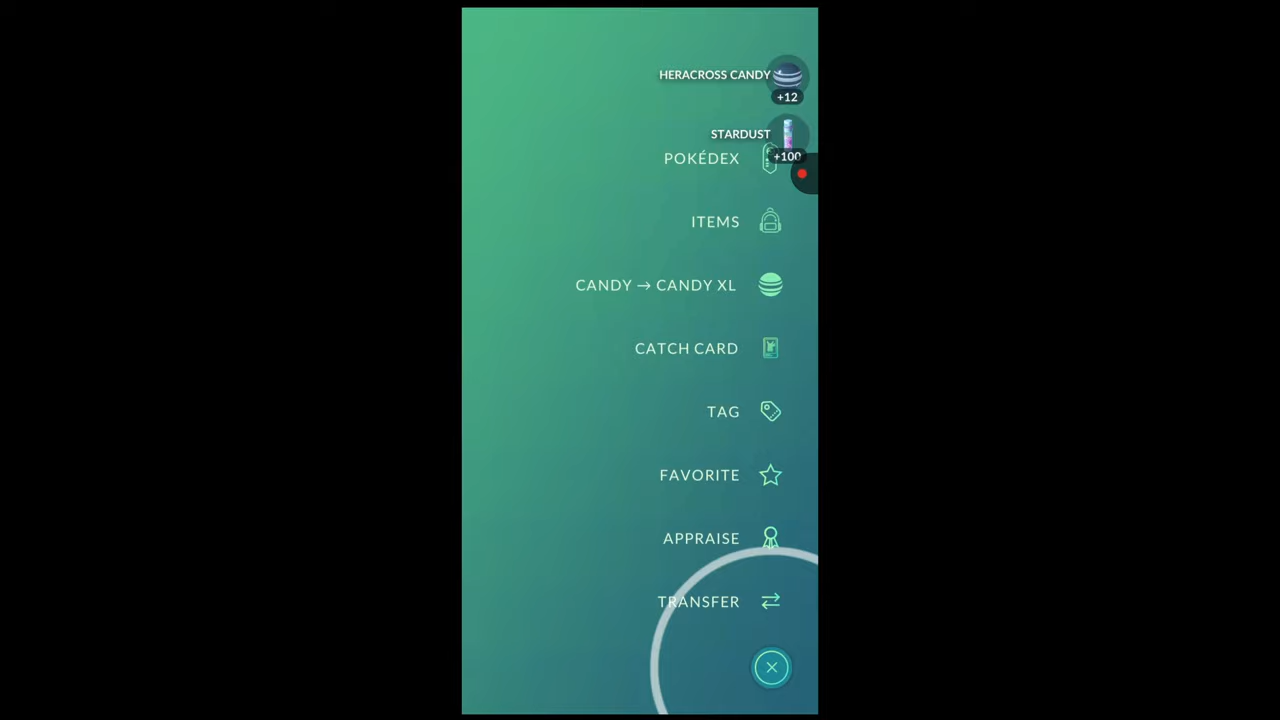 HERACROSS CANDY
+12
STARDUST
+100
POKÉDEX
ITEMS
CANDY → CANDY XL
CATCH CARD
TAG
FAVORITE
APPRAISE
TRANSFER